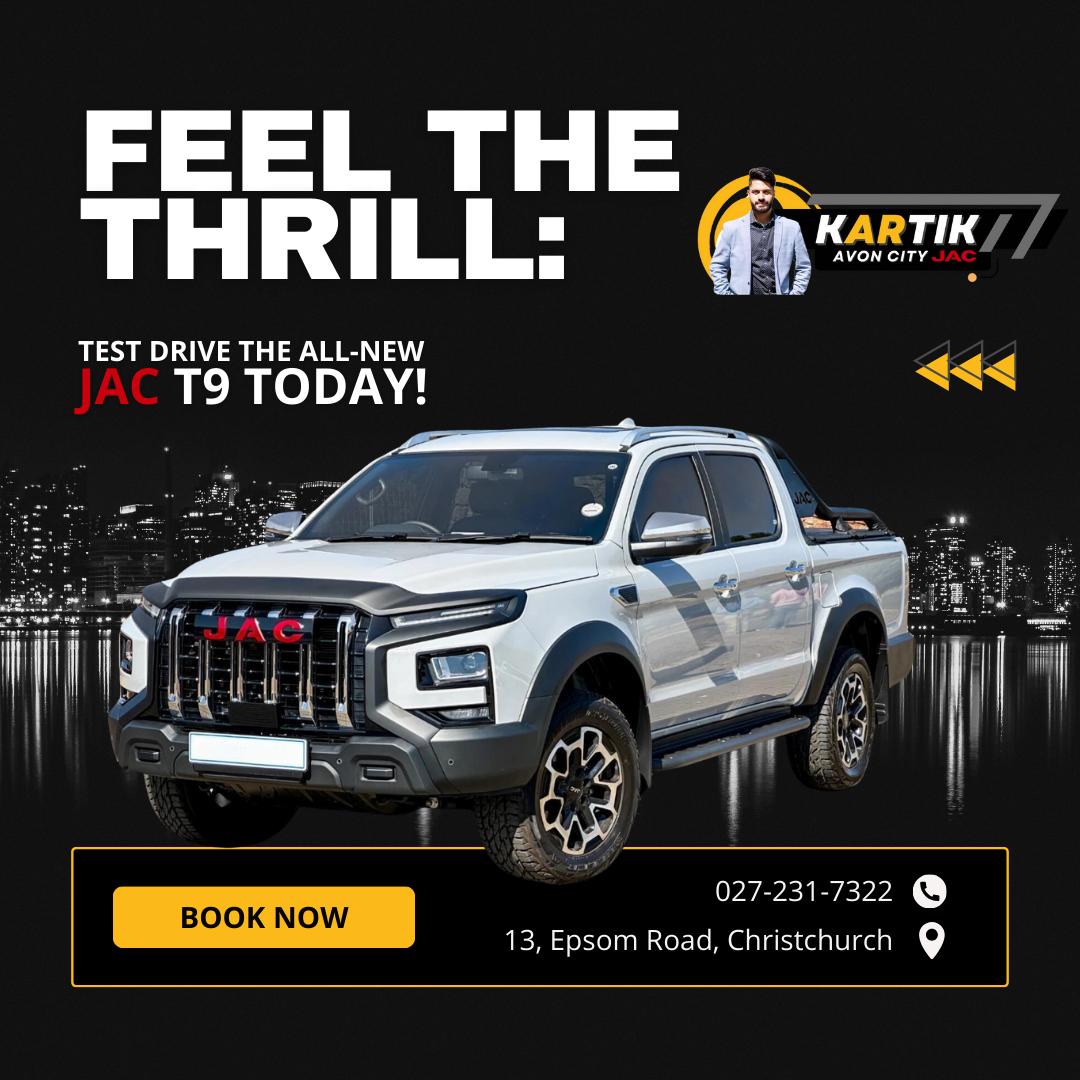 FEEL THE
THRILL:
KARTIK
AVON CITY JAC
TEST DRIVE THE ALL-NEW
JAC T9 TODAY!
JAC
JAC
BOOK NOW
027-231-7322
13, Epsom Road, Christchurch